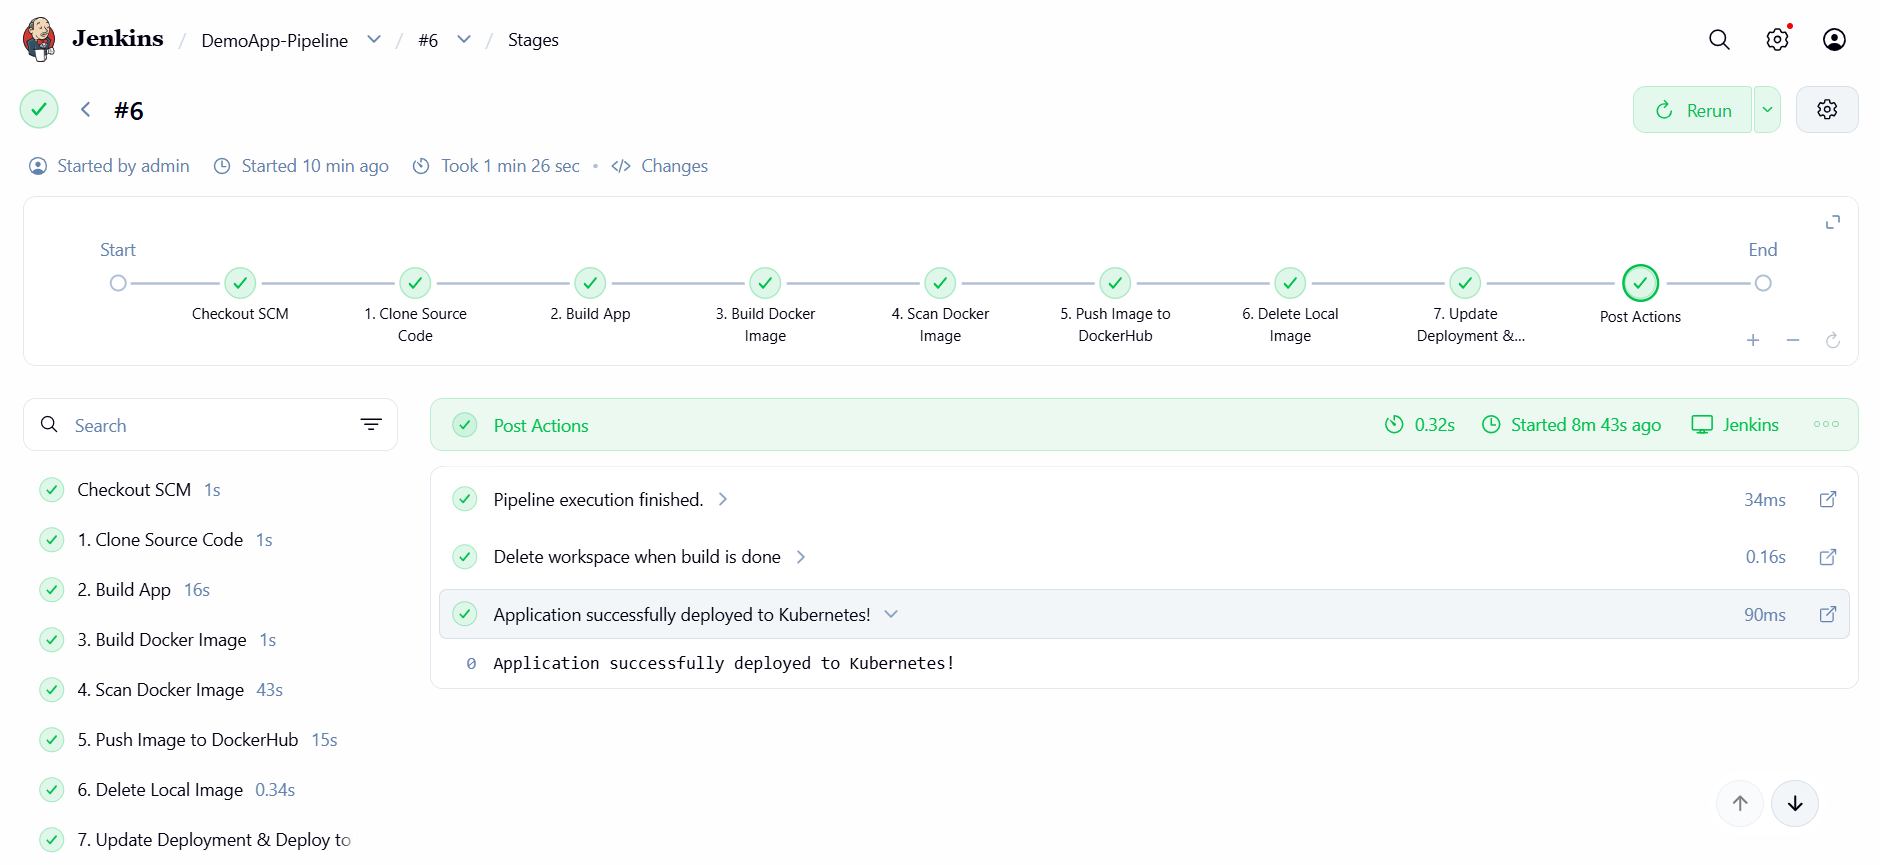 Jenkins / DemoApp-Pipeline / #6 / Stages
#6
Rerun
Started by admin Started 10 min ago Took 1 min 26 sec • Changes
Start
End
Checkout SCM
1. Clone Source
Code
2. Build App
3. Build Docker
Image
4. Scan Docker
Image
5. Push Image to
DockerHub
6. Delete Local
Image
7. Update
Deployment &...
Post Actions
Search
Checkout SCM 1s
1. Clone Source Code 1s
2. Build App 16s
3. Build Docker Image 1s
4. Scan Docker Image 43s
5. Push Image to DockerHub 15s
6. Delete Local Image 0.34s
7. Update Deployment & Deploy to
Post Actions 0.32s Started 8m 43s ago Jenkins
Pipeline execution finished. 34ms
Delete workspace when build is done 0.16s
Application successfully deployed to Kubernetes! 90ms
0 Application successfully deployed to Kubernetes!